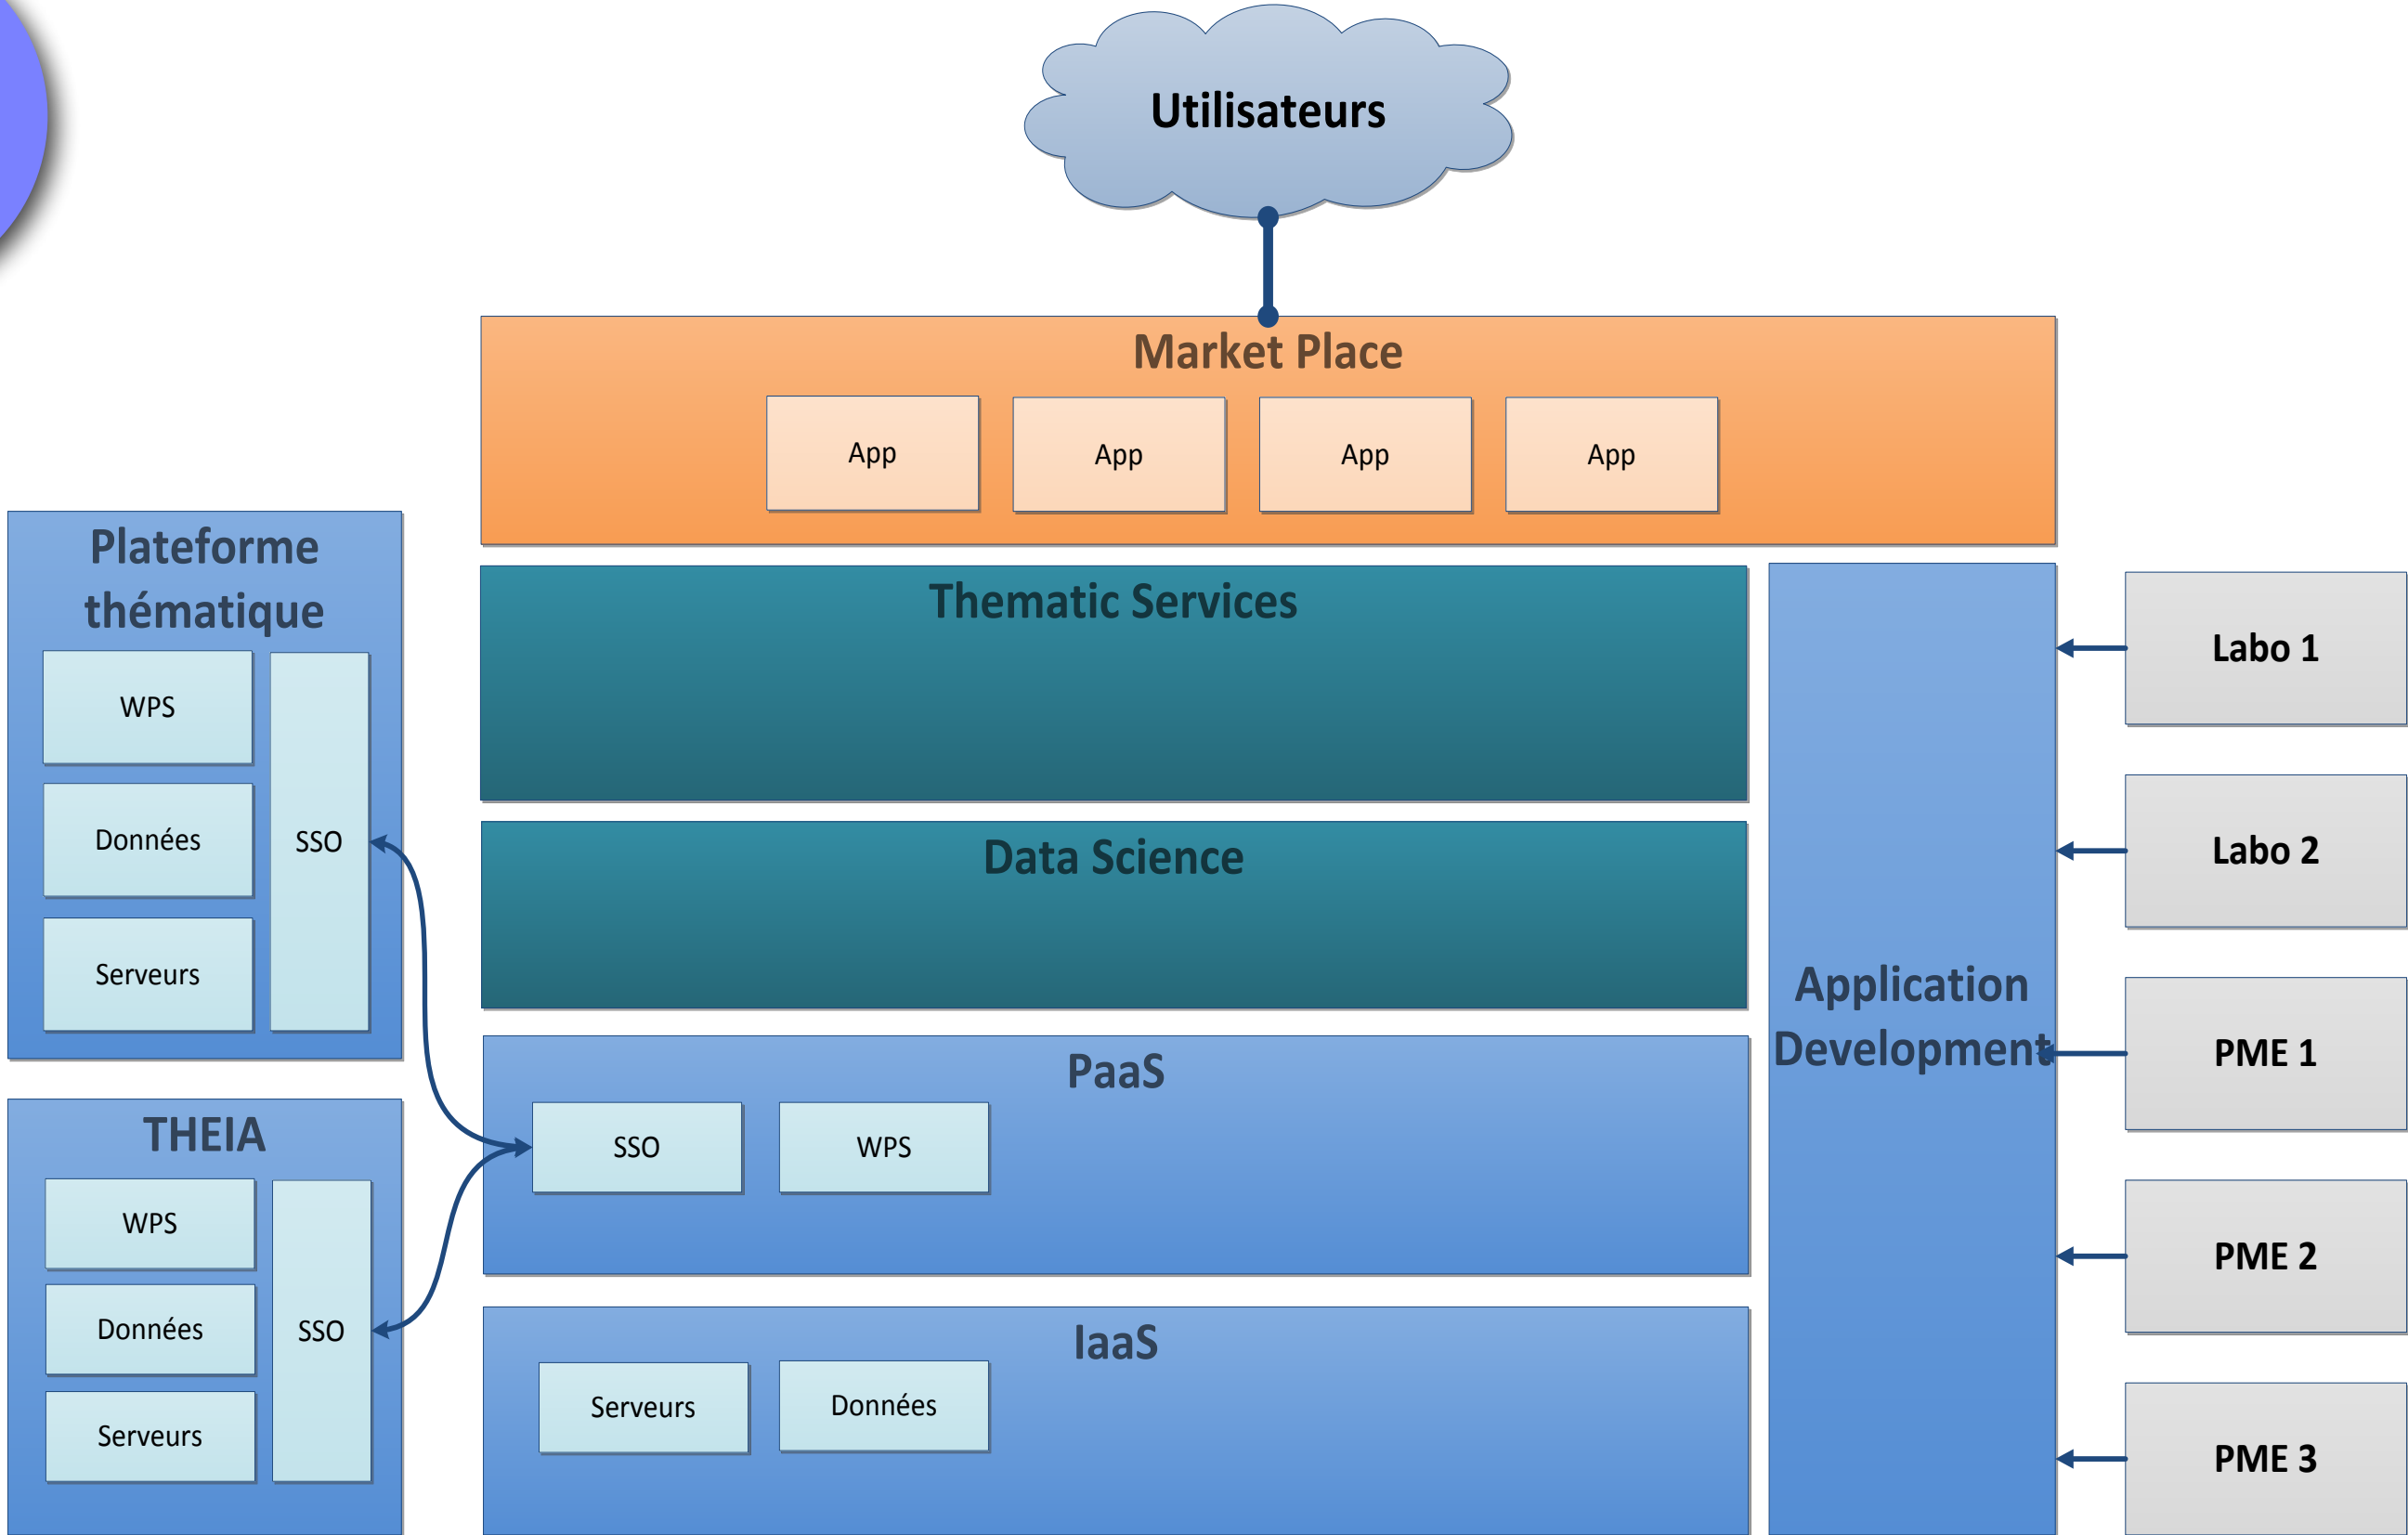 Utilisateurs
Market Place
App
App
App
App
Plateforme
thématique
WPS
Données
Serveurs
SSO
THEIA
WPS
Données
Serveurs
SSO
Thematic Services
Data Science
PaaS
SSO
WPS
IaaS
Serveurs
Données
Application
Development
Labo 1
Labo 2
PME 1
PME 2
PME 3